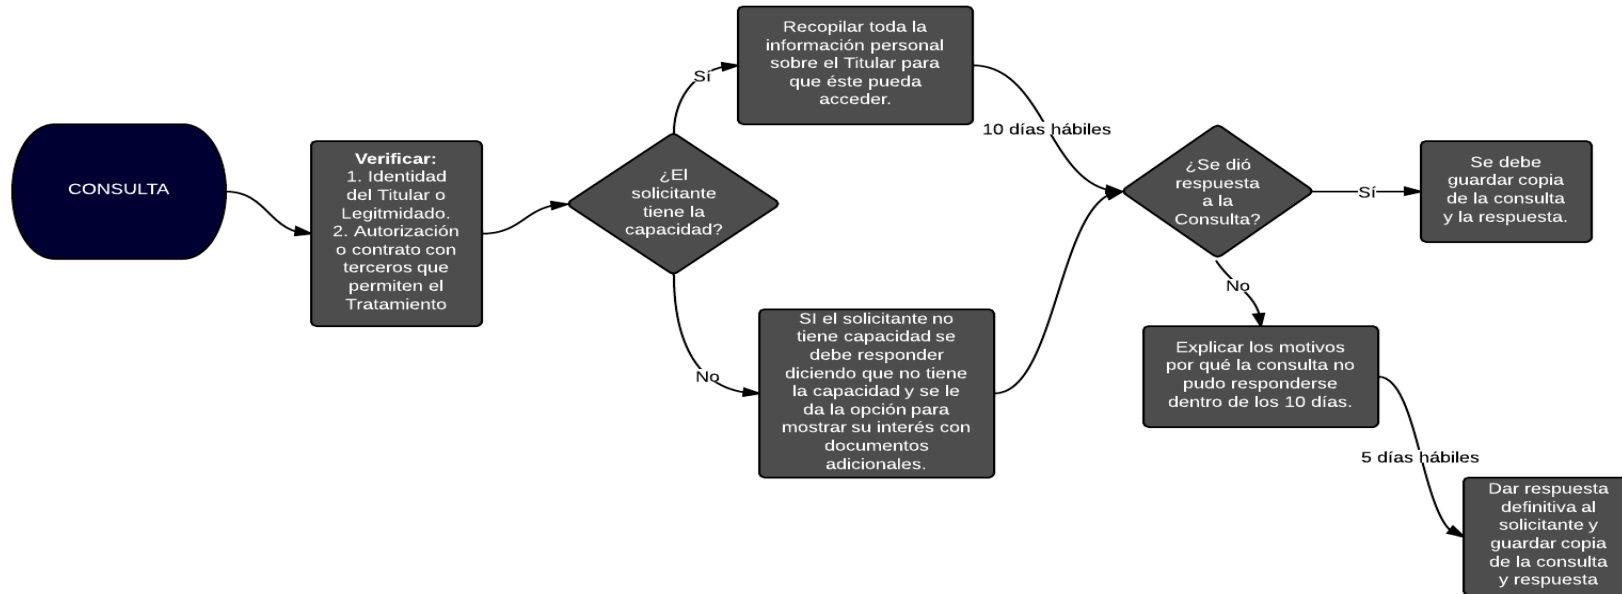 CONSULTA
Verificar:
1. Identidad
del Titular o
Legitmidado.
2. Autorización
o contrato con
terceros que
permiten el
Tratamiento
¿El
solicitante
tiene la
capacidad?
Sí
Recopilar toda la
información personal
sobre el Titular para
que éste pueda
acceder.
No
SI el solicitante no
tiene capacidad se
debe responder
diciendo que no tiene
la capacidad y se le
da la opción para
mostrar su interés con
documentos
adicionales.
10 días hábiles
¿Se dió
respuesta
a la
Consulta?
Sí
Se debe
guardar copia
de la consulta
y la respuesta.
No
Explicar los motivos
por qué la consulta no
pudo responderse
dentro de los 10 días.
5 días hábiles
Dar respuesta
definitiva al
solicitante y
guardar copia
de la consulta
y respuesta